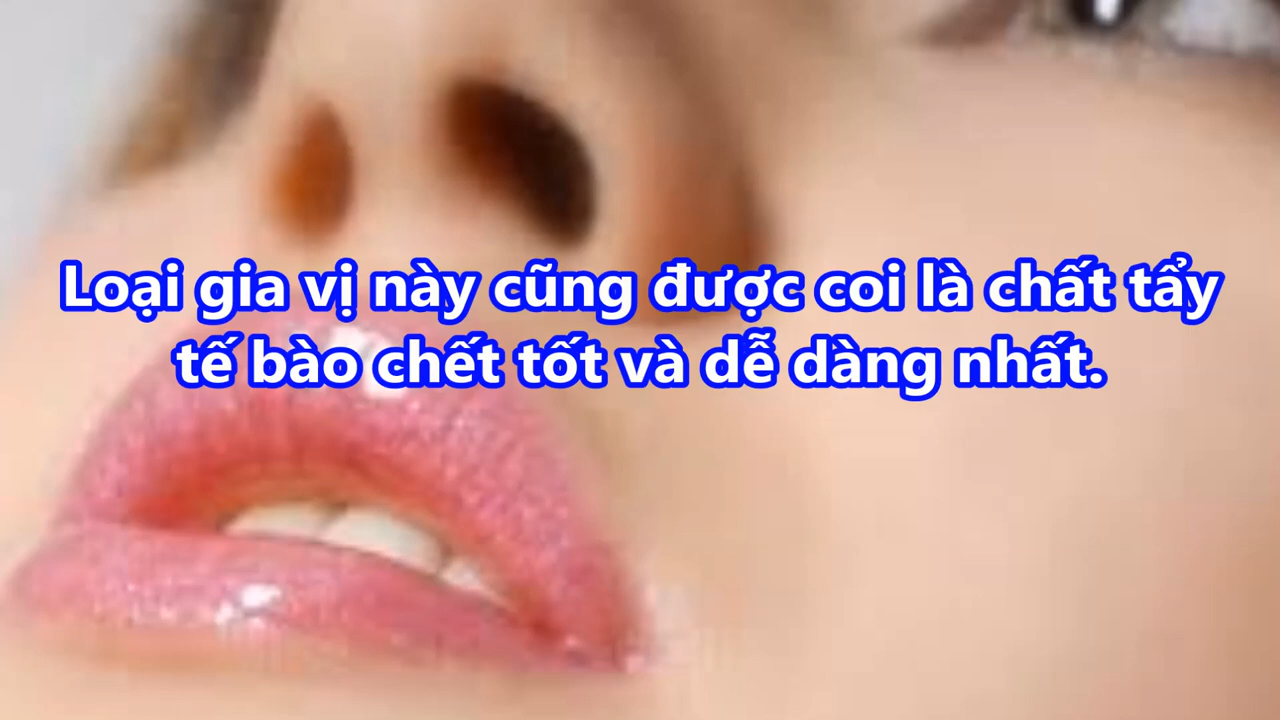 Loại gia vị này cũng được coi là chất tẩy
tế bào chết tốt và dễ dàng nhất.